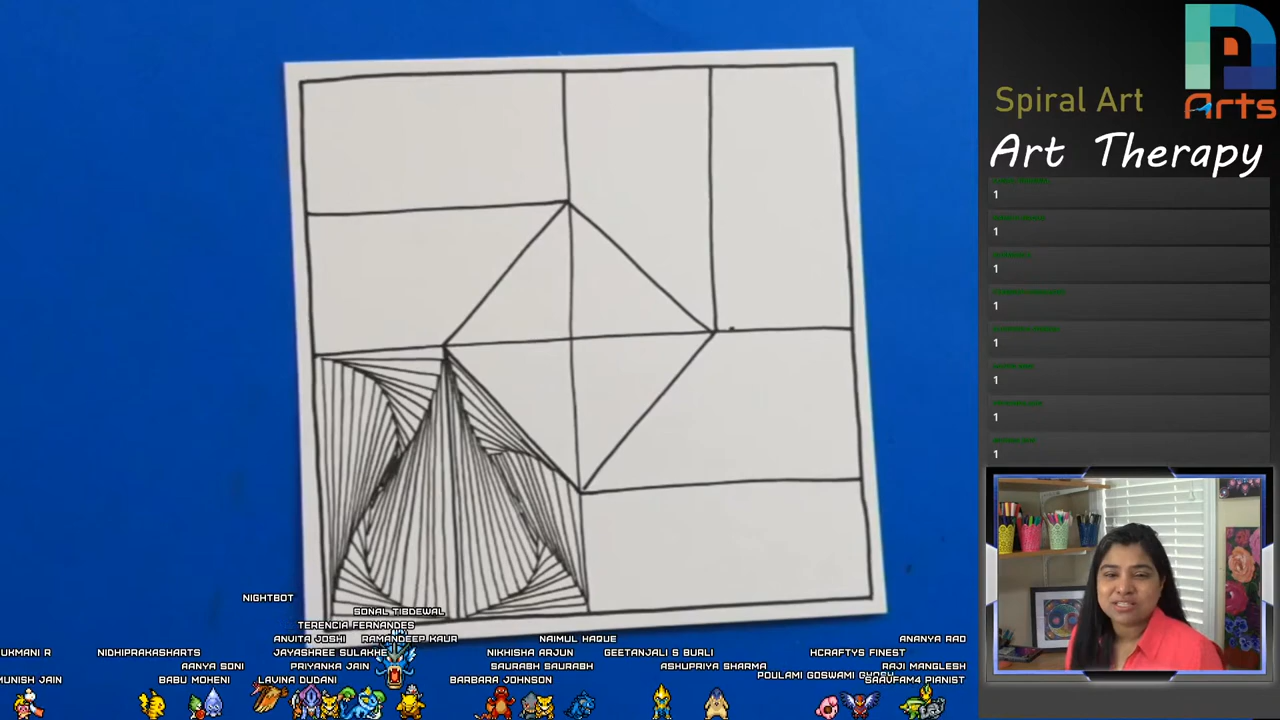 Spiral Art
Arts
Art Therapy
1
1
1
1
1
1
1
1
NIGHTBOT
SONAL TIBDEWAL
TERENCIA FERNANDES
ANVITA JOSHI
RAMANDEEP KAUR
NAIMUL HAQUE
ANANYA RAO
UKMANI R
NIDHIPRAKASHARTS
JAYASHREE SULAKHE
NIKHISHA ARJUN
GEETANJALI S BURLI
HCRAFTYS FINEST
AANYA SONI
PRIYANKA JAIN
SAURABH SAURABH
ASHUPRIYA SHARMA
RAJI MANGLESH
MUNISH JAIN
BABU MOHENI
LAVINA DUDANI
BARBARA JOHNSON
POULAMI GOSWAMI
SAAVFAM4 PIANIST